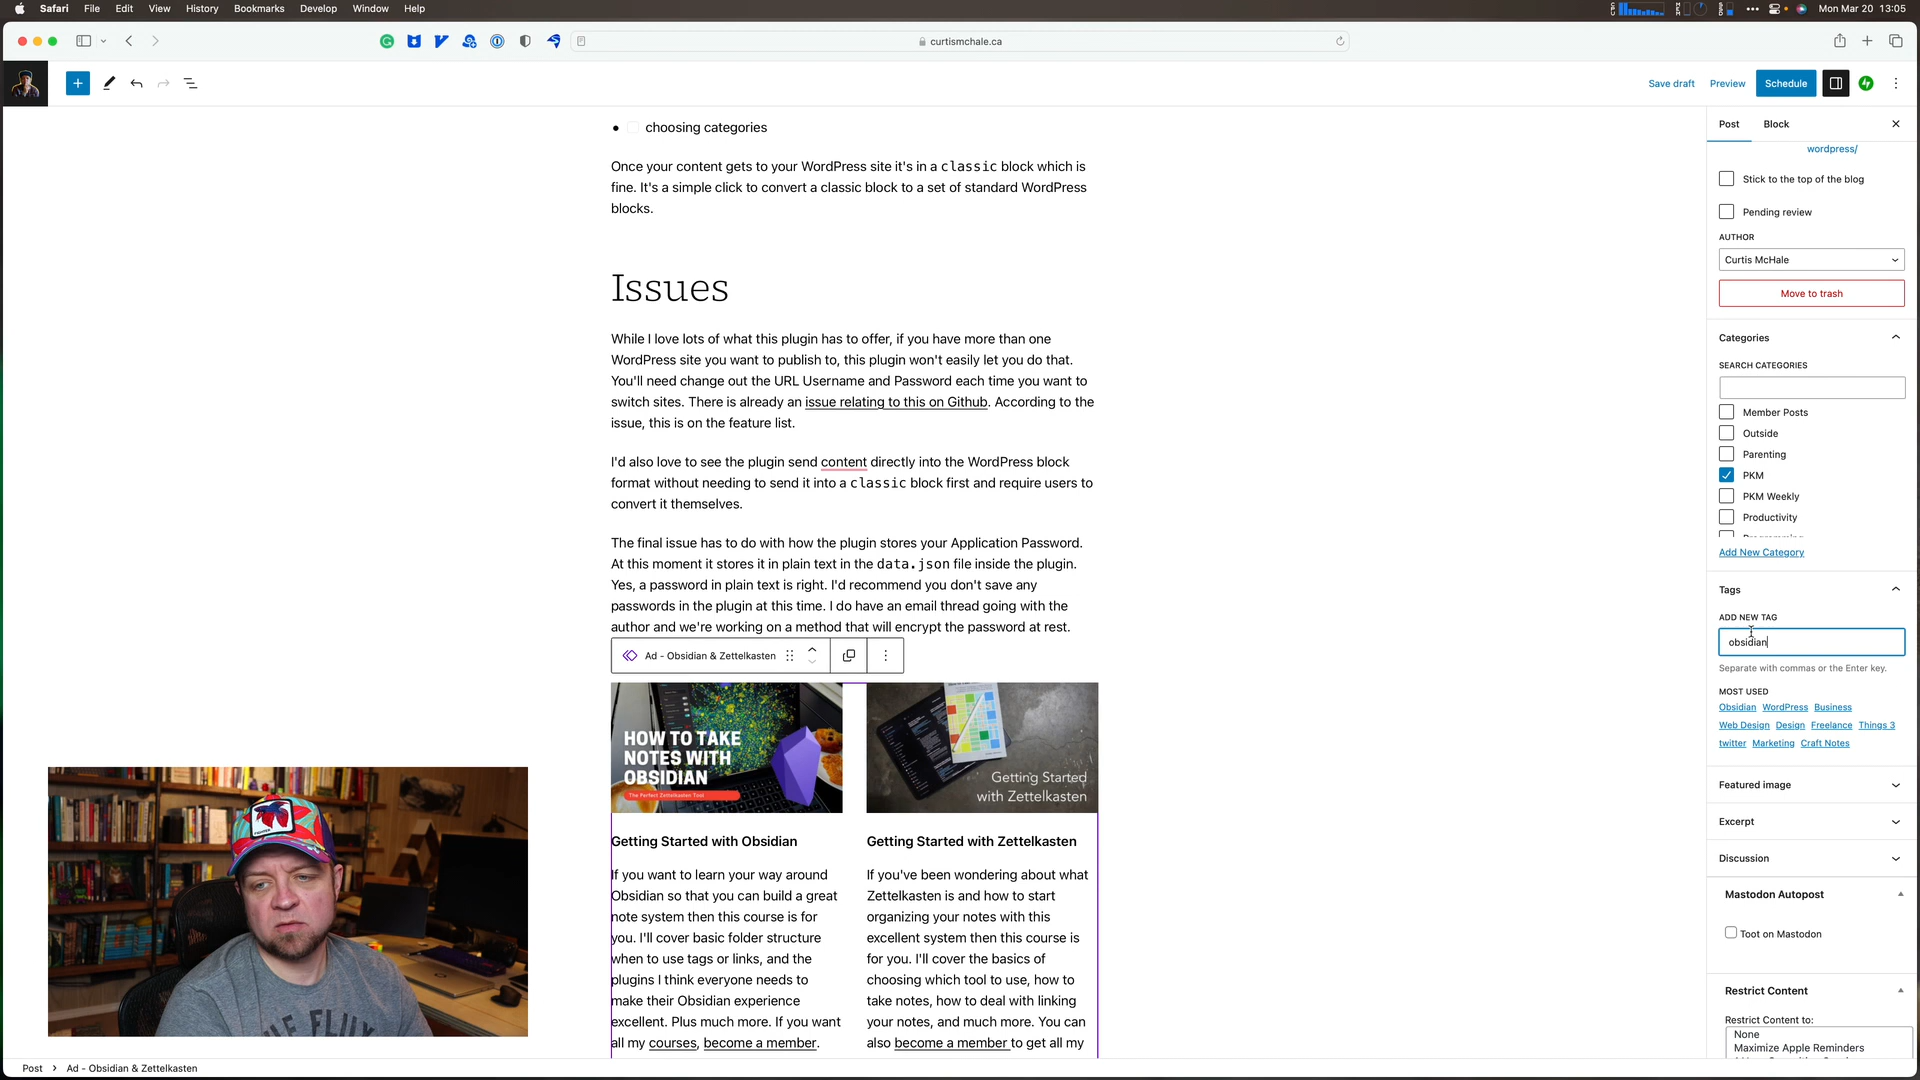 Safari File Edit View History Bookmarks Develop Window Help
Mon Mar 20 13:05
curtismchale.ca
Save draft Preview Schedule
choosing categories
Once your content gets to your WordPress site it's in a classic block which is
fine. It's a simple click to convert a classic block to a set of standard WordPress
blocks.
Issues
While I love lots of what this plugin has to offer, if you have more than one
WordPress site you want to publish to, this plugin won't easily let you do that.
You'll need change out the URL Username and Password each time you want to
switch sites. There is already an issue relating to this on Github. According to the
issue, this is on the feature list.
I'd also love to see the plugin send content directly into the WordPress block
format without needing to send it into a classic block first and require users to
convert it themselves.
The final issue has to do with how the plugin stores your Application Password.
At this moment it stores it in plain text in the data.json file inside the plugin.
Yes, a password in plain text is right. I'd recommend you don't save any
passwords in the plugin at this time. I do have an email thread going with the
author and we're working on a method that will encrypt the password at rest.
Ad - Obsidian & Zettelkasten
HOW TO TAKE
NOTES WITH
OBSIDIAN
The Perfect Zettelkasten Tool
Getting Started
with Zettelkasten
Getting Started with Obsidian
If you want to learn your way around
Obsidian so that you can build a great
note system then this course is for
you. I'll cover basic folder structure
when to use tags or links, and the
plugins I think everyone needs to
make their Obsidian experience
excellent. Plus much more. If you want
all my courses, become a member.
Getting Started with Zettelkasten
If you've been wondering about what
Zettelkasten is and how to start
organizing your notes with this
excellent system then this course is
for you. I'll cover the basics of
choosing which tool to use, how to
take notes, how to deal with linking
your notes, and much more. You can
also become a member to get all my
Post Block
wordpress/
Stick to the top of the blog
Pending review
AUTHOR
Curtis McHale
Move to trash
Categories
SEARCH CATEGORIES
Member Posts
Outside
Parenting
PKM
PKM Weekly
Productivity
Add New Category
Tags
ADD NEW TAG
obsidian
Separate with commas or the Enter key.
MOST USED
Obsidian WordPress Business
Web Design Design Freelance Things 3
twitter Marketing Craft Notes
Featured image
Excerpt
Discussion
Mastodon Autopost
Toot on Mastodon
Restrict Content
Restrict Content to:
None
Maximize Apple Reminders
Post › Ad - Obsidian & Zettelkasten